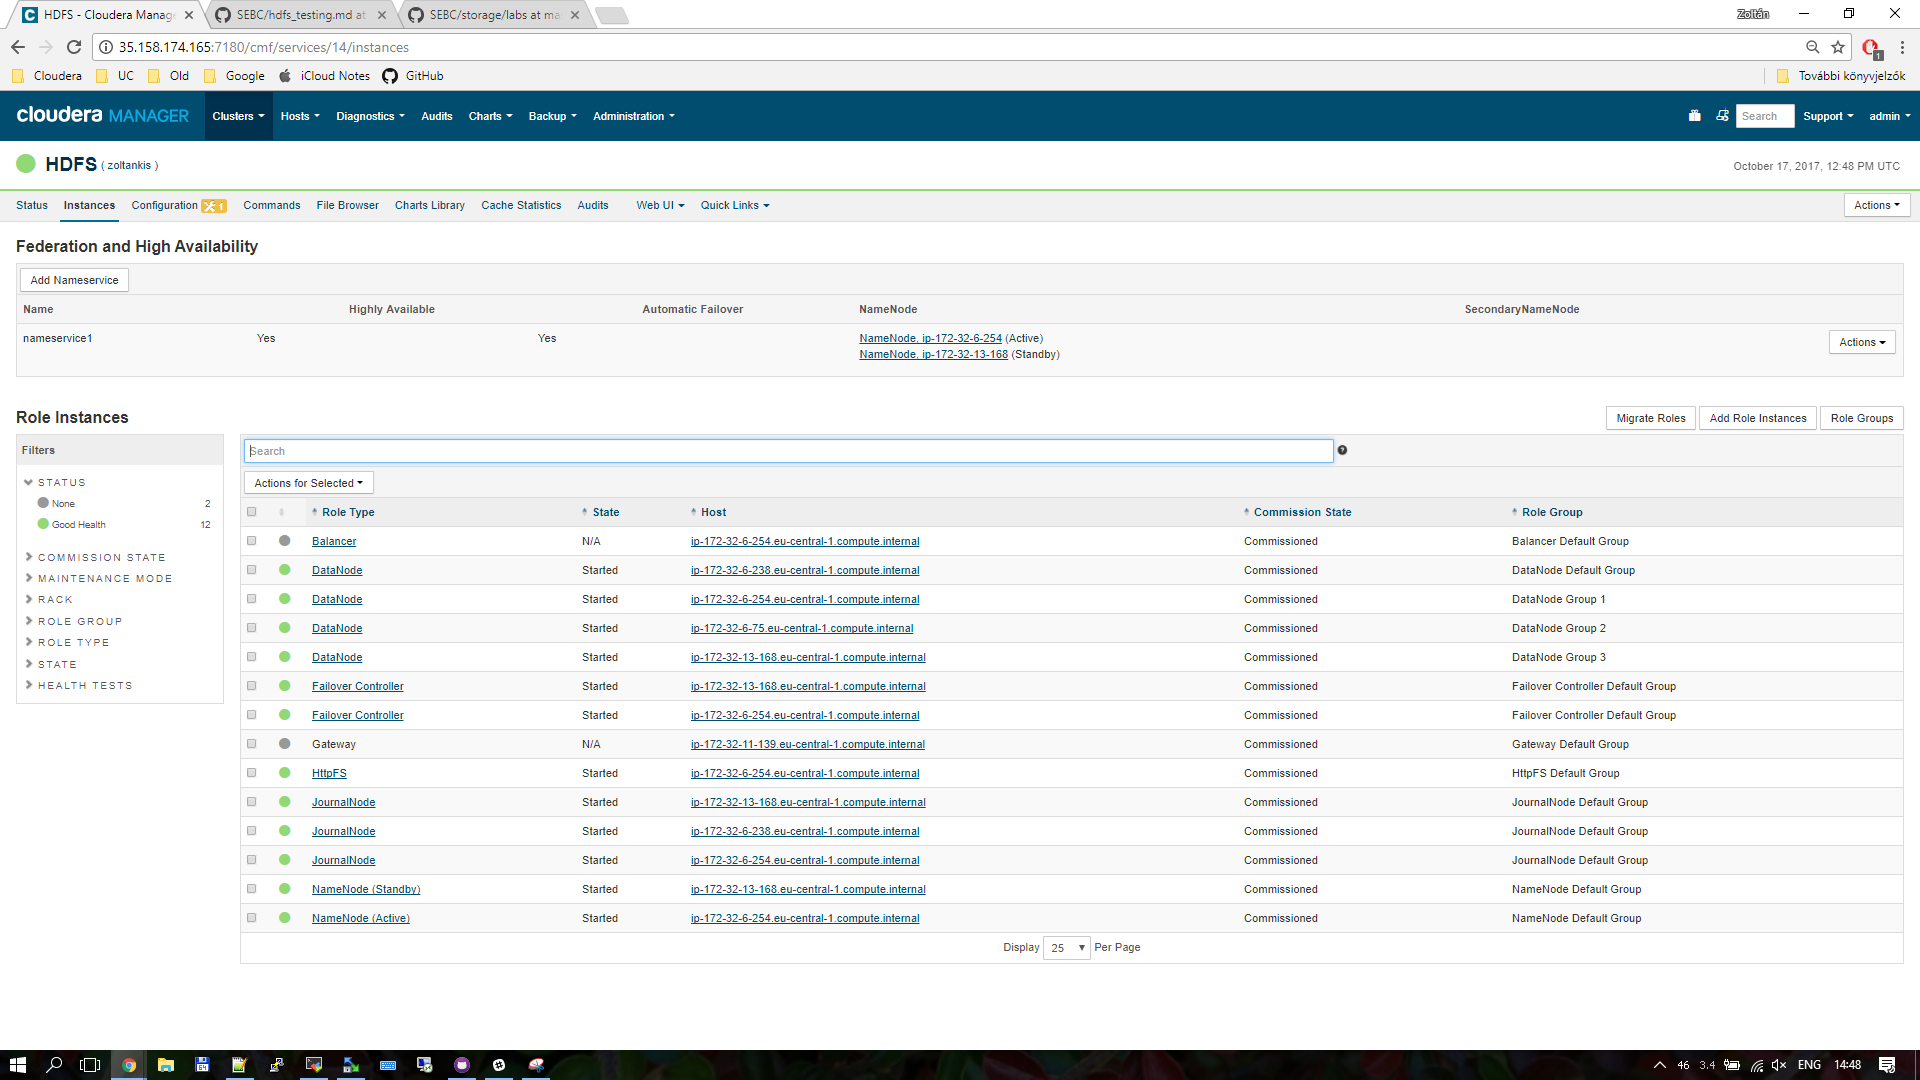 HDFS - Cloudera Manage
SEBC/hdfs_testing.md at
SEBC/storage/labs at ma
Zoltán
35.158.174.165:7180/cmf/services/14/instances
1
Cloudera
UC
Old
Google
iCloud Notes
GitHub
További könyvjelzők
cloudera MANAGER
Clusters
Hosts
Diagnostics
Audits
Charts
Backup
Administration
Search
Support
admin
HDFS ( zoltankis )
October 17, 2017, 12:48 PM UTC
Status
Instances
Configuration 1
Commands
File Browser
Charts Library
Cache Statistics
Audits
Web UI
Quick Links
Actions
Federation and High Availability
Add Nameservice
Name Highly Available Automatic Failover NameNode SecondaryNameNode
nameservice1 Yes Yes NameNode, ip-172-32-6-254 (Active)
NameNode, ip-172-32-13-168 (Standby)
Actions
Role Instances
Migrate Roles
Add Role Instances
Role Groups
Filters
STATUS
None 2
Good Health 12
COMMISSION STATE
MAINTENANCE MODE
RACK
ROLE GROUP
ROLE TYPE
STATE
HEALTH TESTS
Search
?
Actions for Selected
Role Type State Host Commission State Role Group
Balancer N/A ip-172-32-6-254.eu-central-1.compute.internal Commissioned Balancer Default Group
DataNode Started ip-172-32-6-238.eu-central-1.compute.internal Commissioned DataNode Default Group
DataNode Started ip-172-32-6-254.eu-central-1.compute.internal Commissioned DataNode Group 1
DataNode Started ip-172-32-6-75.eu-central-1.compute.internal Commissioned DataNode Group 2
DataNode Started ip-172-32-13-168.eu-central-1.compute.internal Commissioned DataNode Group 3
Failover Controller Started ip-172-32-13-168.eu-central-1.compute.internal Commissioned Failover Controller Default Group
Failover Controller Started ip-172-32-6-254.eu-central-1.compute.internal Commissioned Failover Controller Default Group
Gateway N/A ip-172-32-11-139.eu-central-1.compute.internal Commissioned Gateway Default Group
HttpFS Started ip-172-32-6-254.eu-central-1.compute.internal Commissioned HttpFS Default Group
JournalNode Started ip-172-32-13-168.eu-central-1.compute.internal Commissioned JournalNode Default Group
JournalNode Started ip-172-32-6-238.eu-central-1.compute.internal Commissioned JournalNode Default Group
JournalNode Started ip-172-32-6-254.eu-central-1.compute.internal Commissioned JournalNode Default Group
NameNode (Standby) Started ip-172-32-13-168.eu-central-1.compute.internal Commissioned NameNode Default Group
NameNode (Active) Started ip-172-32-6-254.eu-central-1.compute.internal Commissioned NameNode Default Group
Display 25 Per Page
64
46
3.4
ENG
14:48